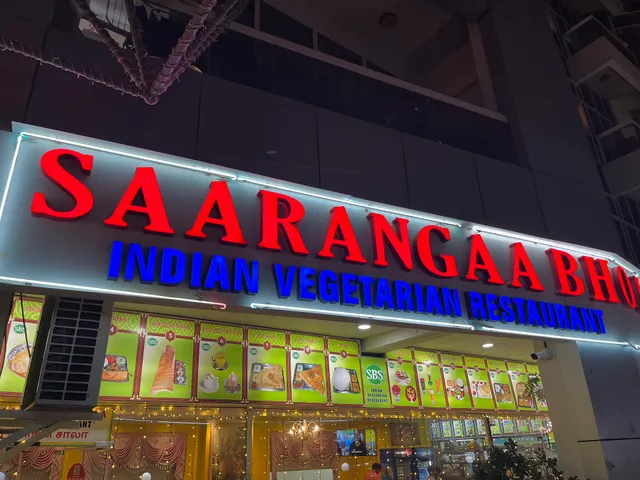 SAARANGAA BHO
INDIAN VEGETARIAN RESTAURANT
SBS
INDIAN
VEGETARIAN
RESTAURANT